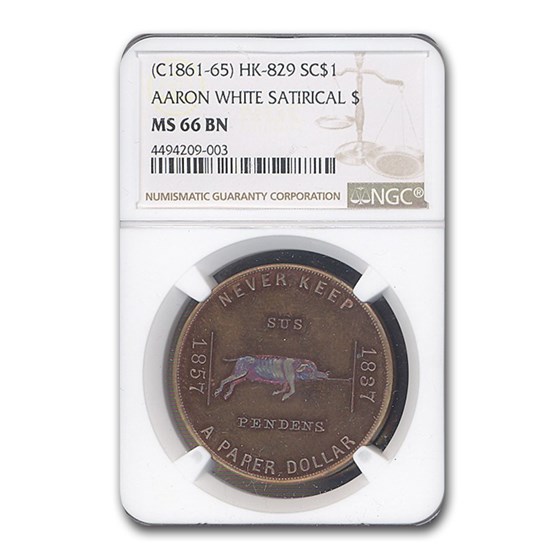 (C1861-65) HK-829 SC$1
AARON WHITE SATIRICAL $
MS 66 BN
4494209-003
NUMISMATIC GUARANTY CORPORATION
NGC®
NEVER KEEP
SUS
1857
1837
PENDENS
A PAPER DOLLAR